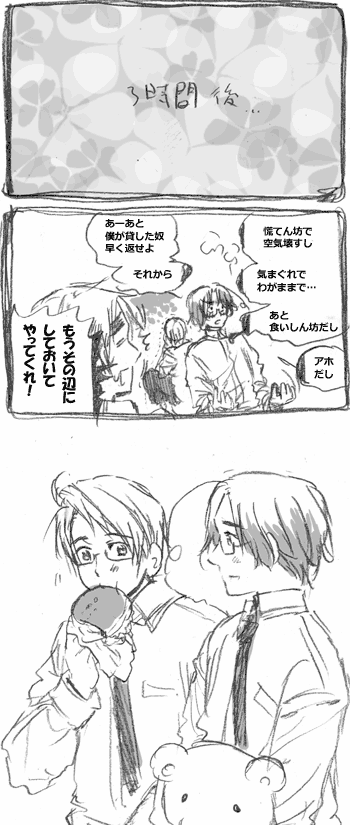 3時間後...
慌てん坊で
空気壊すし
気まぐれで
わがままで…
あと
食いしん坊だし
アホ
だし
あーあと
僕が貸した奴
早く返せよ
それから
もうその辺に
しておいて
やってくれ!